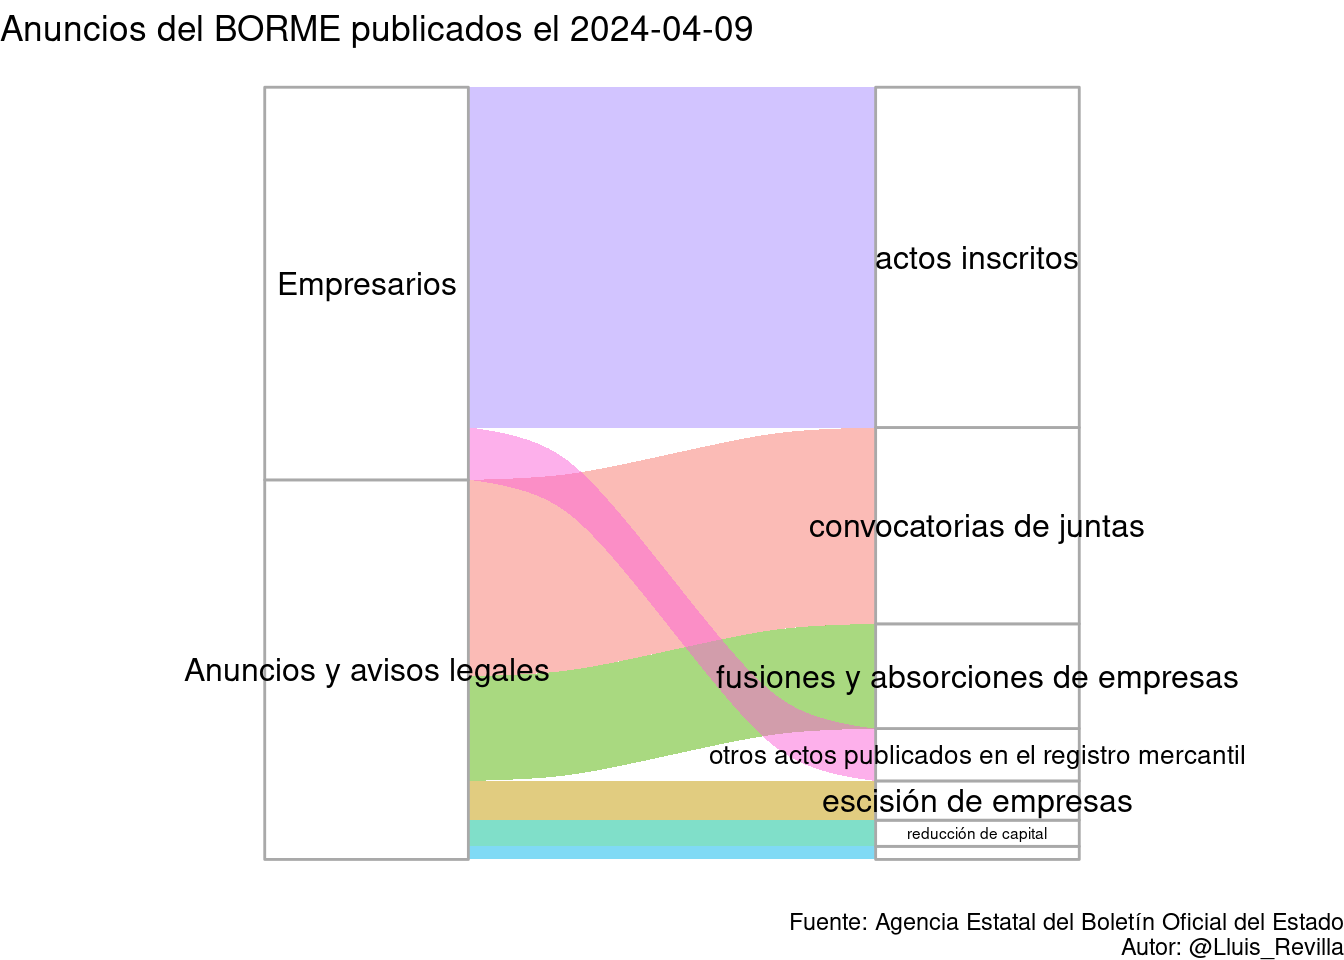 Anuncios del BORME publicados el 2024-04-09
Empresarios
actos inscritos
convocatorias de juntas
Anuncios y avisos legales
fusiones y absorciones de empresas
otros actos publicados en el registro mercantil
escisión de empresas
reducción de capital
Fuente: Agencia Estatal del Boletín Oficial del Estado
Autor: @Lluis_Revilla